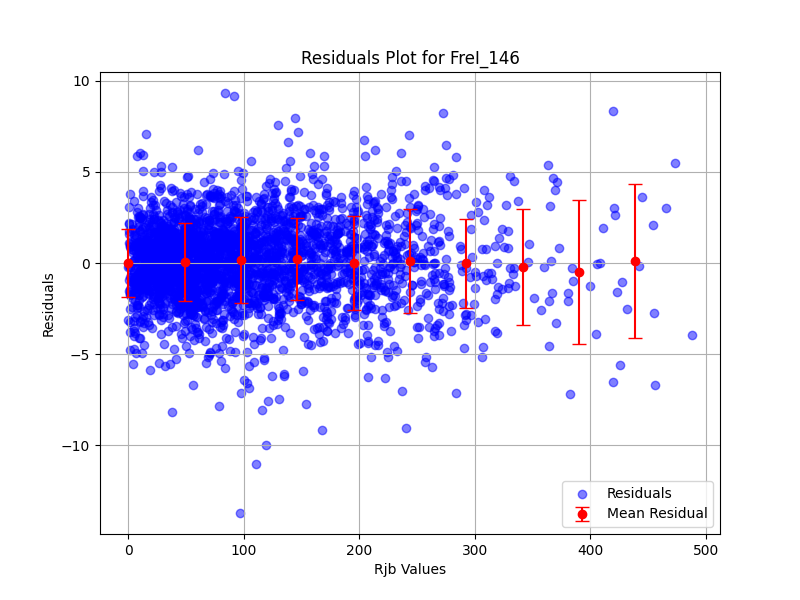 Residuals Plot for FreI_146
10
5
0
−5
−10
Residuals
0
100
200
300
400
500
Rjb Values
Residuals
Mean Residual